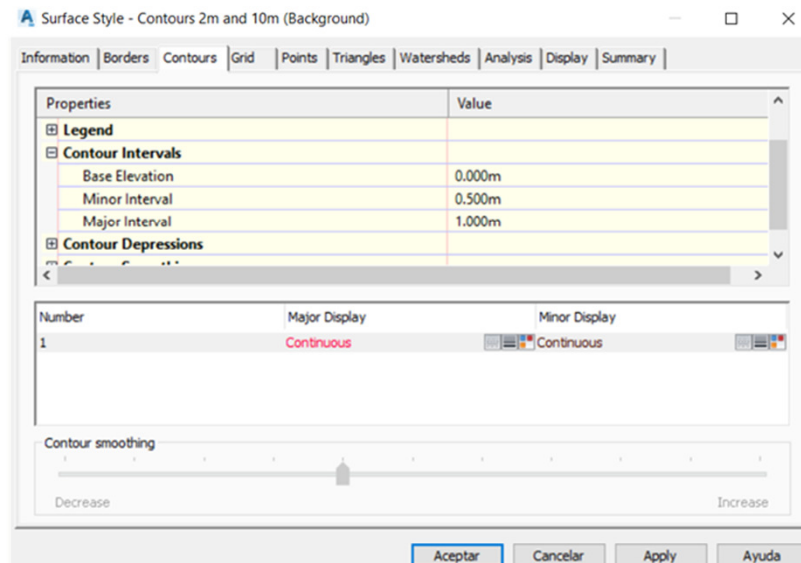 Surface Style - Contours 2m and 10m (Background)
Information Borders Contours Grid Points Triangles Watersheds Analysis Display Summary
Properties Value
Legend
Contour Intervals
Base Elevation 0.000m
Minor Interval 0.500m
Major Interval 1.000m
Contour Depressions
Number Major Display Minor Display
1 Continuous Continuous
Contour smoothing
Decrease Increase
Aceptar Cancelar Apply Ayuda